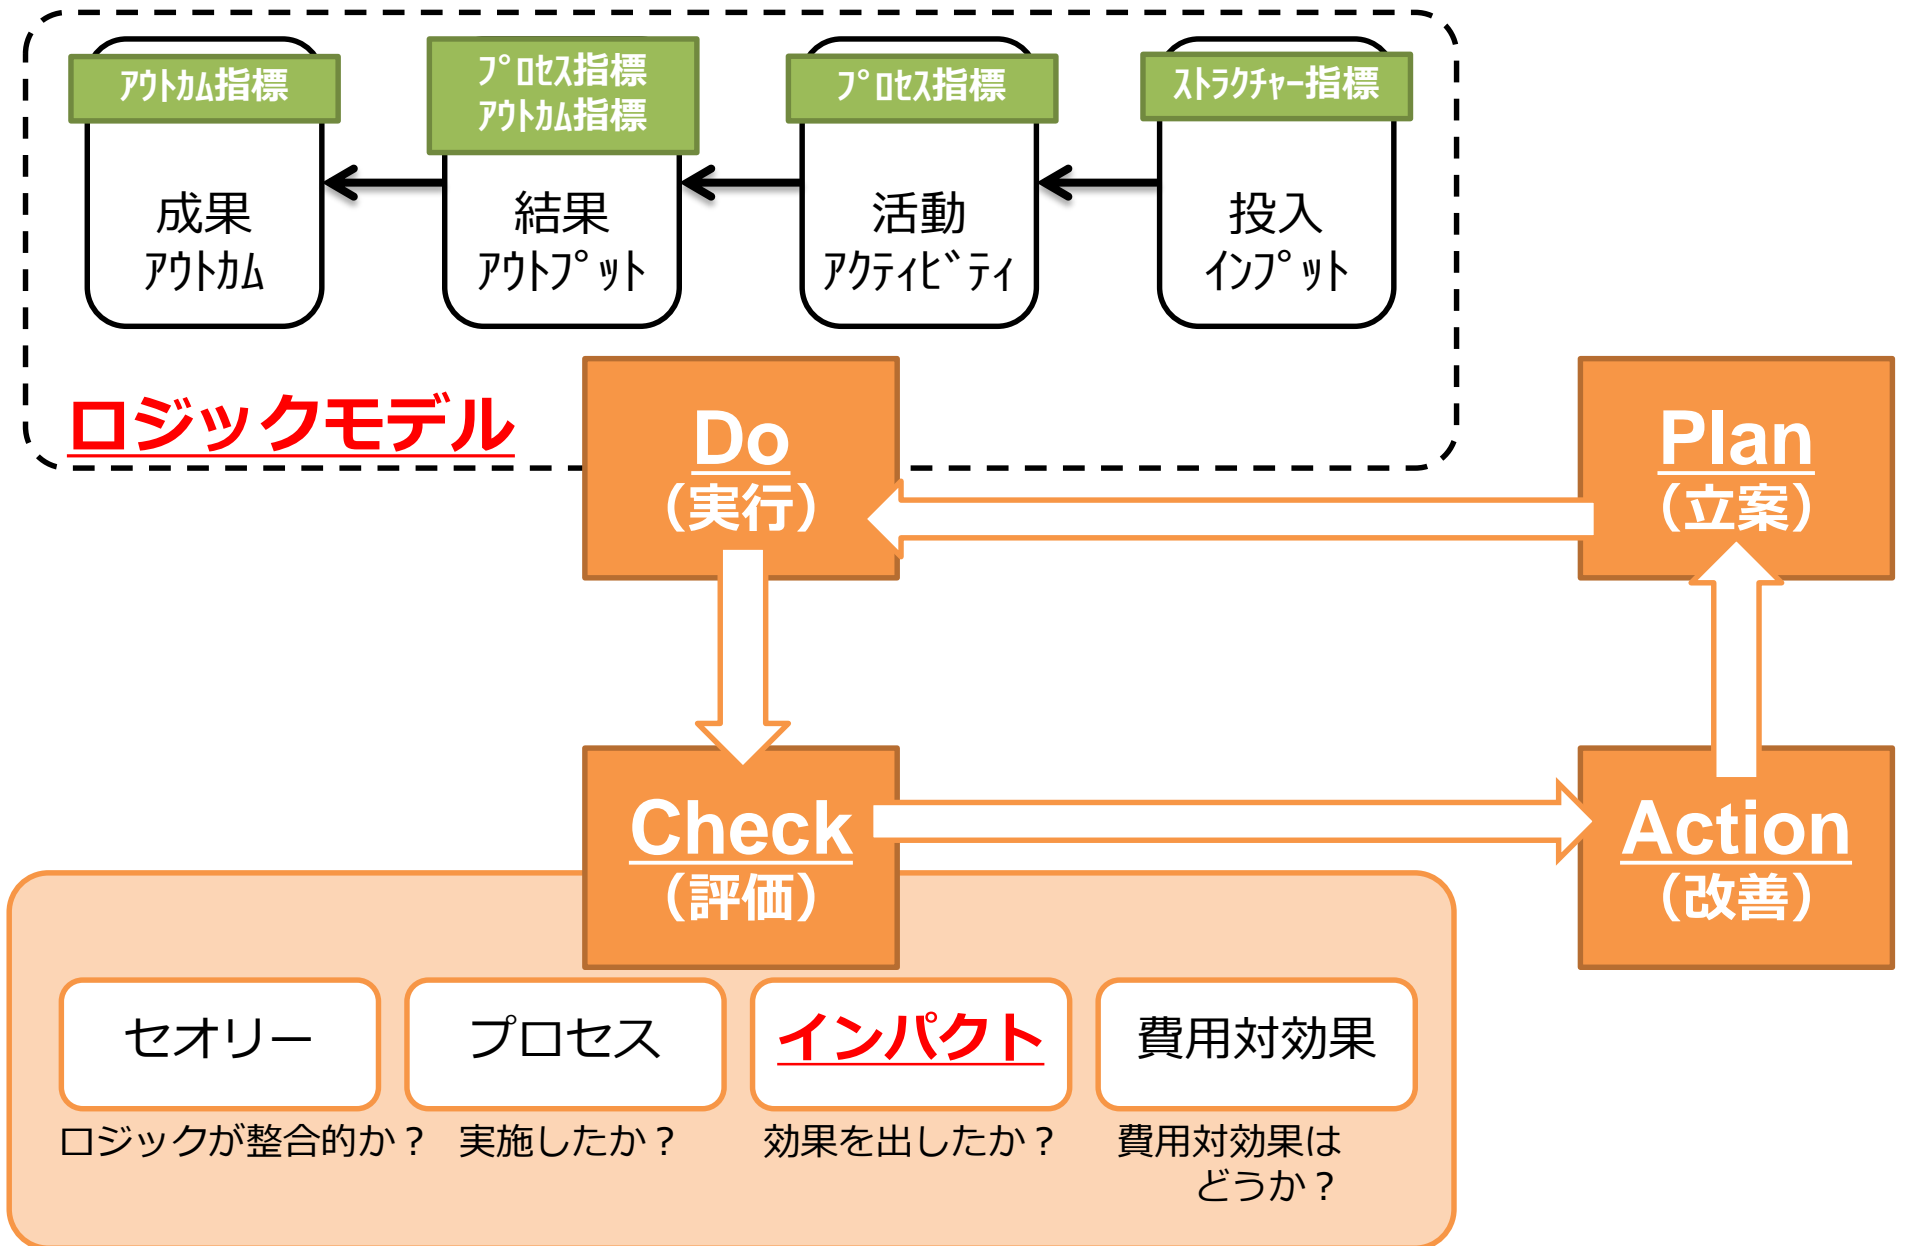 ｱｳﾄｶﾑ指標
ﾌﾟﾛｾｽ指標
ｱｳﾄｶﾑ指標
ﾌﾟﾛｾｽ指標
ｽﾄﾗｸﾁｬｰ指標
成果
ｱｳﾄｶﾑ
結果
ｱｳﾄﾌﾟｯﾄ
活動
ｱｸﾃｨﾋﾞﾃｨ
投入
ｲﾝﾌﾟｯﾄ
ロジックモデル
Do
（実行）
Plan
（立案）
Check
（評価）
Action
（改善）
セオリー
プロセス
インパクト
費用対効果
ロジックが整合的か？
実施したか？
効果を出したか？
費用対効果は
どうか？